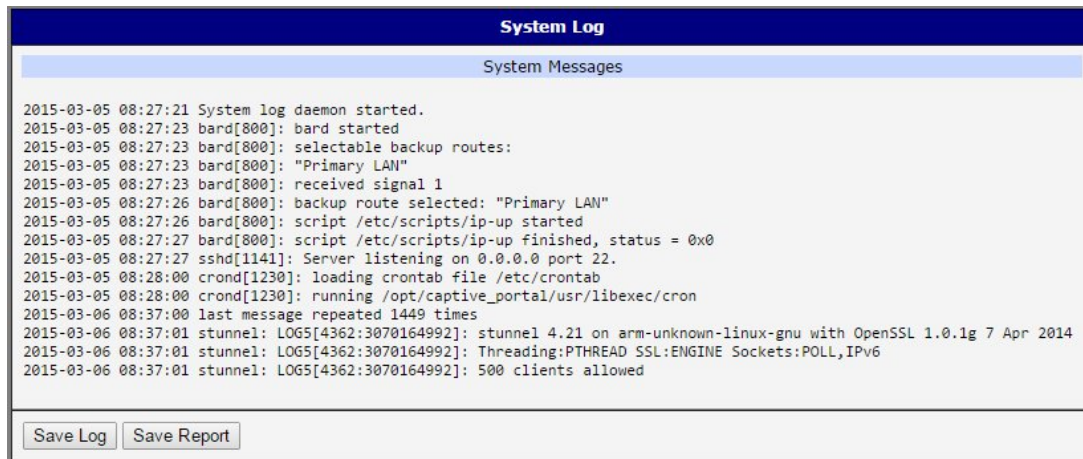 System Log
System Messages
2015-03-05 08:27:21 System log daemon started.
2015-03-05 08:27:23 bard[800]: bard started
2015-03-05 08:27:23 bard[800]: selectable backup routes:
2015-03-05 08:27:23 bard[800]: "Primary LAN"
2015-03-05 08:27:23 bard[800]: received signal 1
2015-03-05 08:27:26 bard[800]: backup route selected: "Primary LAN"
2015-03-05 08:27:26 bard[800]: script /etc/scripts/ip-up started
2015-03-05 08:27:27 bard[800]: script /etc/scripts/ip-up finished, status = 0x0
2015-03-05 08:27:27 sshd[1141]: Server listening on 0.0.0.0 port 22.
2015-03-05 08:28:00 crond[1230]: loading crontab file /etc/crontab
2015-03-05 08:28:00 crond[1230]: running /opt/captive_portal/usr/libexec/cron
2015-03-06 08:37:00 last message repeated 1449 times
2015-03-06 08:37:01 stunnel: LOG5[4362:3070164992]: stunnel 4.21 on arm-unknown-linux-gnu with OpenSSL 1.0.1g 7 Apr 2014
2015-03-06 08:37:01 stunnel: LOG5[4362:3070164992]: Threading:PTHREAD SSL:ENGINE Sockets:POLL,IPv6
2015-03-06 08:37:01 stunnel: LOG5[4362:3070164992]: 500 clients allowed
Save Log Save Report